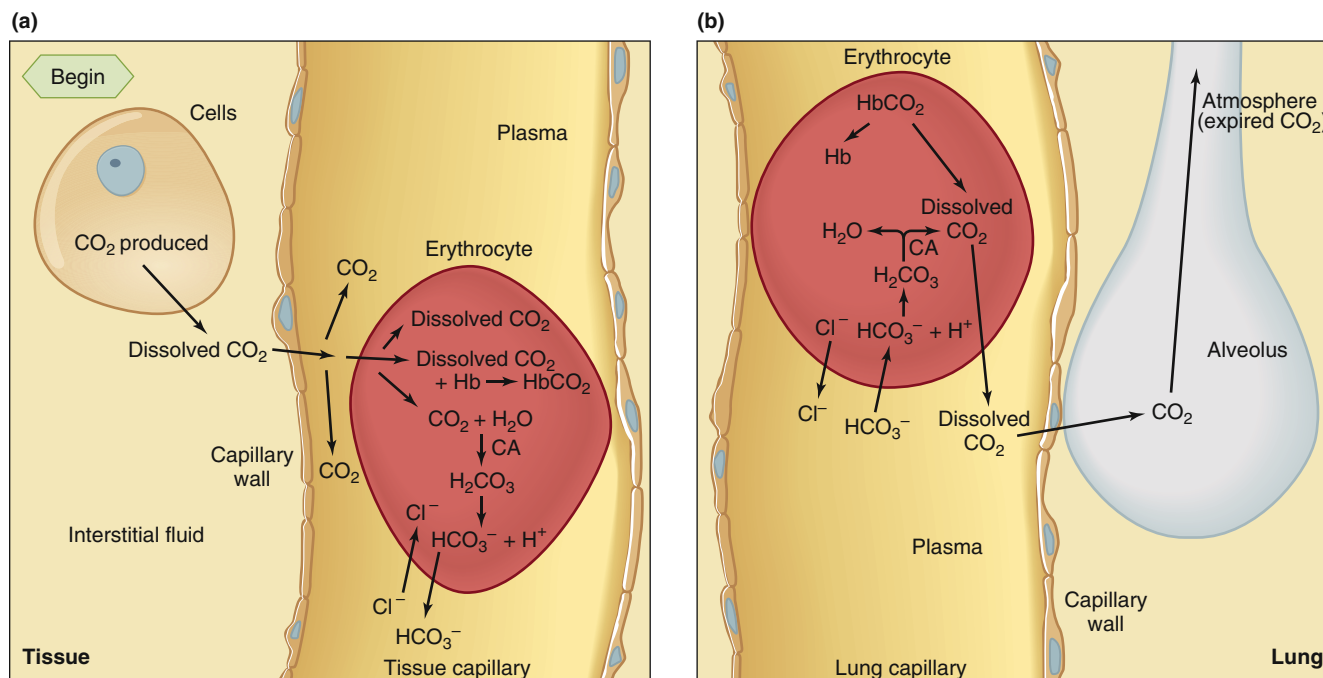 (a)
Begin
Cells
CO₂ produced
Dissolved CO₂
Plasma
Erythrocyte
CO₂
Dissolved CO₂
Dissolved CO₂
+ Hb → HbCO₂
CO₂ + H₂O
CA
H₂CO₃
HCO₃⁻ + H⁺
Cl⁻
Cl⁻
HCO₃⁻
Capillary
wall
CO₂
Interstitial fluid
Tissue
Tissue capillary
(b)
Erythrocyte
HbCO₂
Hb
Dissolved
CO₂
H₂O
CA
H₂CO₃
HCO₃⁻ + H⁺
Cl⁻
Cl⁻
HCO₃⁻
Dissolved
CO₂
Atmosphere
(expired CO₂)
Alveolus
CO₂
Plasma
Capillary
wall
Lung capillary
Lung